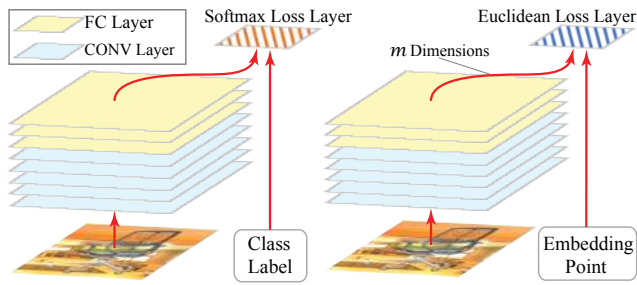 FC Layer
CONV Layer
Softmax Loss Layer
Class
Label
Euclidean Loss Layer
m Dimensions
Embedding
Point